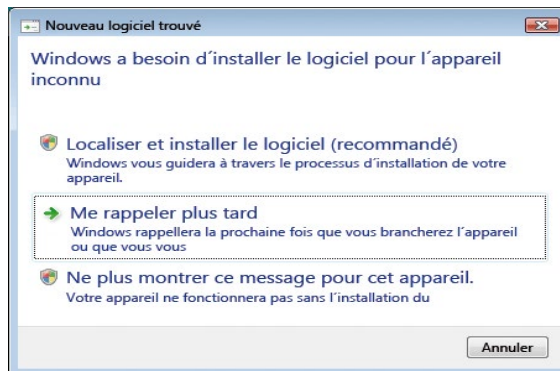 Nouveau logiciel trouvé
Windows a besoin d´installer le logiciel pour l´appareil
inconnu
Localiser et installer le logiciel (recommandé)
Windows vous guidera à travers le processus d´installation de votre
appareil.
Me rappeler plus tard
Windows rappellera la prochaine fois que vous brancherez l´appareil
ou que vous vous
Ne plus montrer ce message pour cet appareil.
Votre appareil ne fonctionnera pas sans l´installation du
Annuler